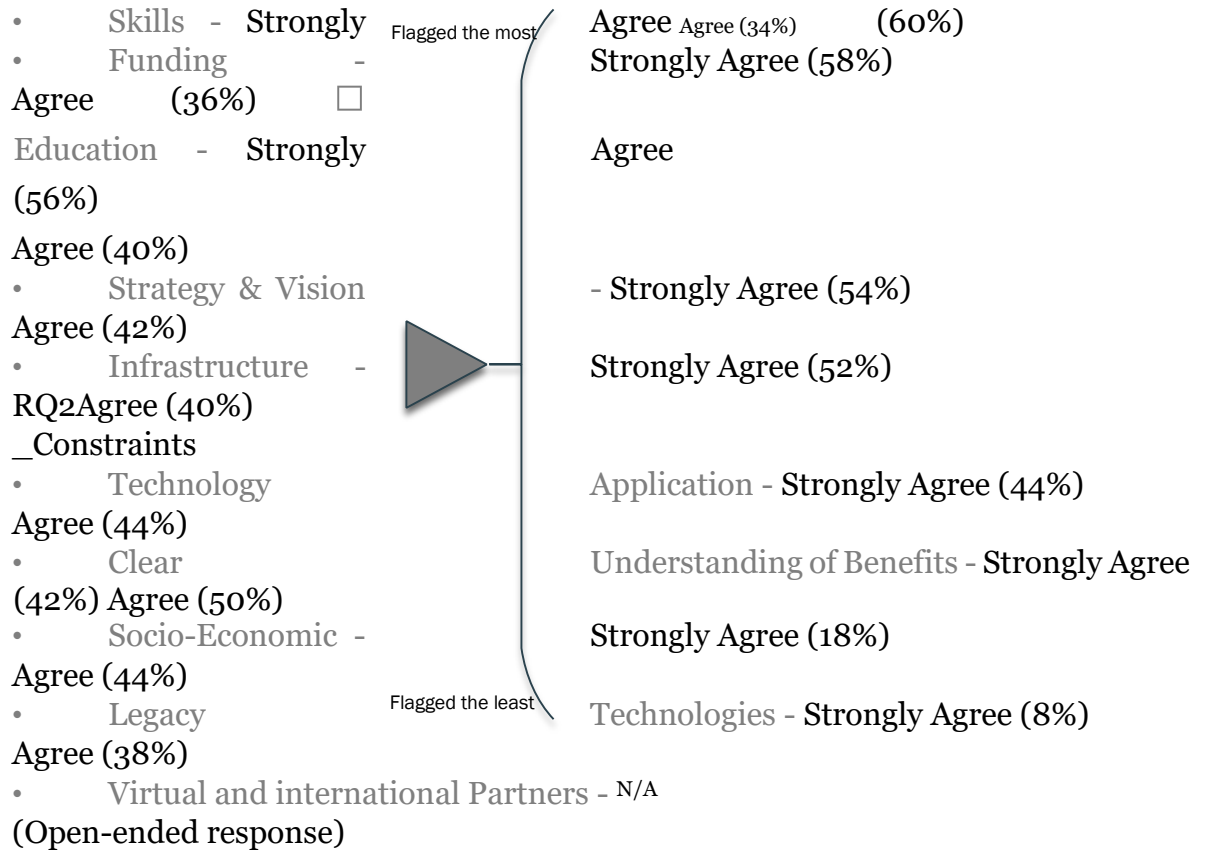 • Skills - Strongly Flagged the most Agree Agree (34%) (60%)
• Funding - Strongly Agree (58%)
Agree (36%) □
Education - Strongly Agree
(56%)
Agree (40%)
• Strategy & Vision - Strongly Agree (54%)
Agree (42%)
• Infrastructure - Strongly Agree (52%)
RQ2Agree (40%)
_Constraints
• Technology Application - Strongly Agree (44%)
Agree (44%)
• Clear Understanding of Benefits - Strongly Agree
(42%) Agree (50%)
• Socio-Economic - Strongly Agree (18%)
Agree (44%)
• Legacy Flagged the least Technologies - Strongly Agree (8%)
Agree (38%)
• Virtual and international Partners - N/A
(Open-ended response)